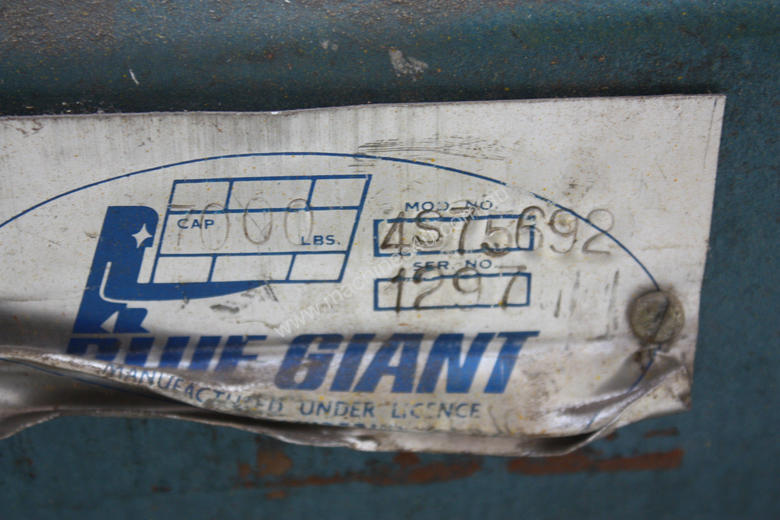 MOD. NO.
CAP 7000 LBS.
4S75692
SER. NO.
1297
BLUE GIANT
MANUFACTURED UNDER LICENCE